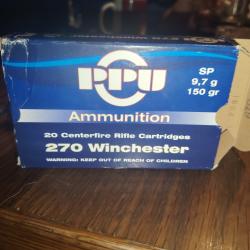 PPU
SP
9,7 g
150 gr
Ammunition
20 Centerfire Rifle Cartridges
270 Winchester
WARNING: KEEP OUT OF REACH OF CHILDREN